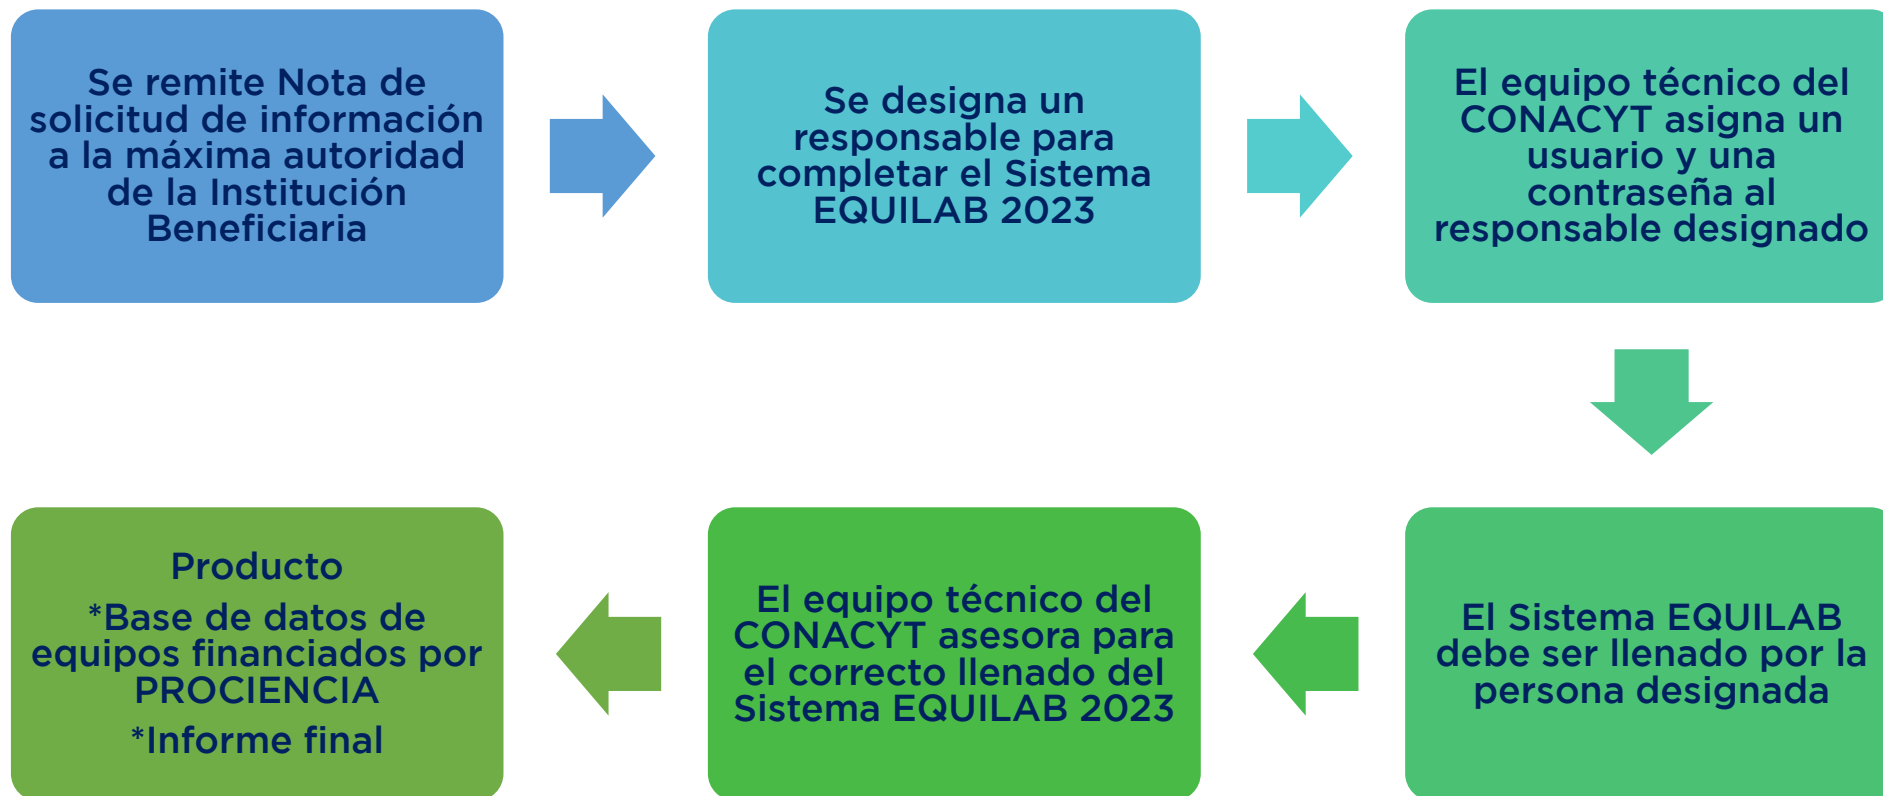 Se remite Nota de
solicitud de información
a la máxima autoridad
de la Institución
Beneficiaria
Se designa un
responsable para
completar el Sistema
EQUILAB 2023
El equipo técnico del
CONACYT asigna un
usuario y una
contraseña al
responsable designado
El Sistema EQUILAB
debe ser llenado por la
persona designada
El equipo técnico del
CONACYT asesora para
el correcto llenado del
Sistema EQUILAB 2023
Producto
*Base de datos de
equipos financiados por
PROCIENCIA
*Informe final